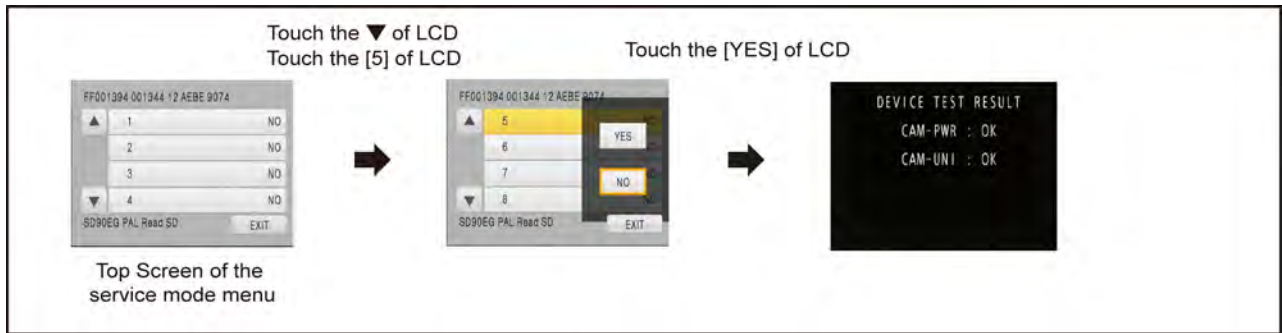 Touch the ▼ of LCD
Touch the [5] of LCD
Touch the [YES] of LCD
FF001394 001344 12 AEBE 9074
▲ 1 NO
2 NO
3 NO
▼ 4 NO
SD90EG PAL Read SD EXIT
Top Screen of the
service mode menu
FF001394 001344 12 AEBE 9074
▲ 5
YES
6
7
NO
▼ 8
SD90EG PAL Read SD EXIT
DEVICE TEST RESULT
CAM-PWR : OK
CAM-UNI : OK